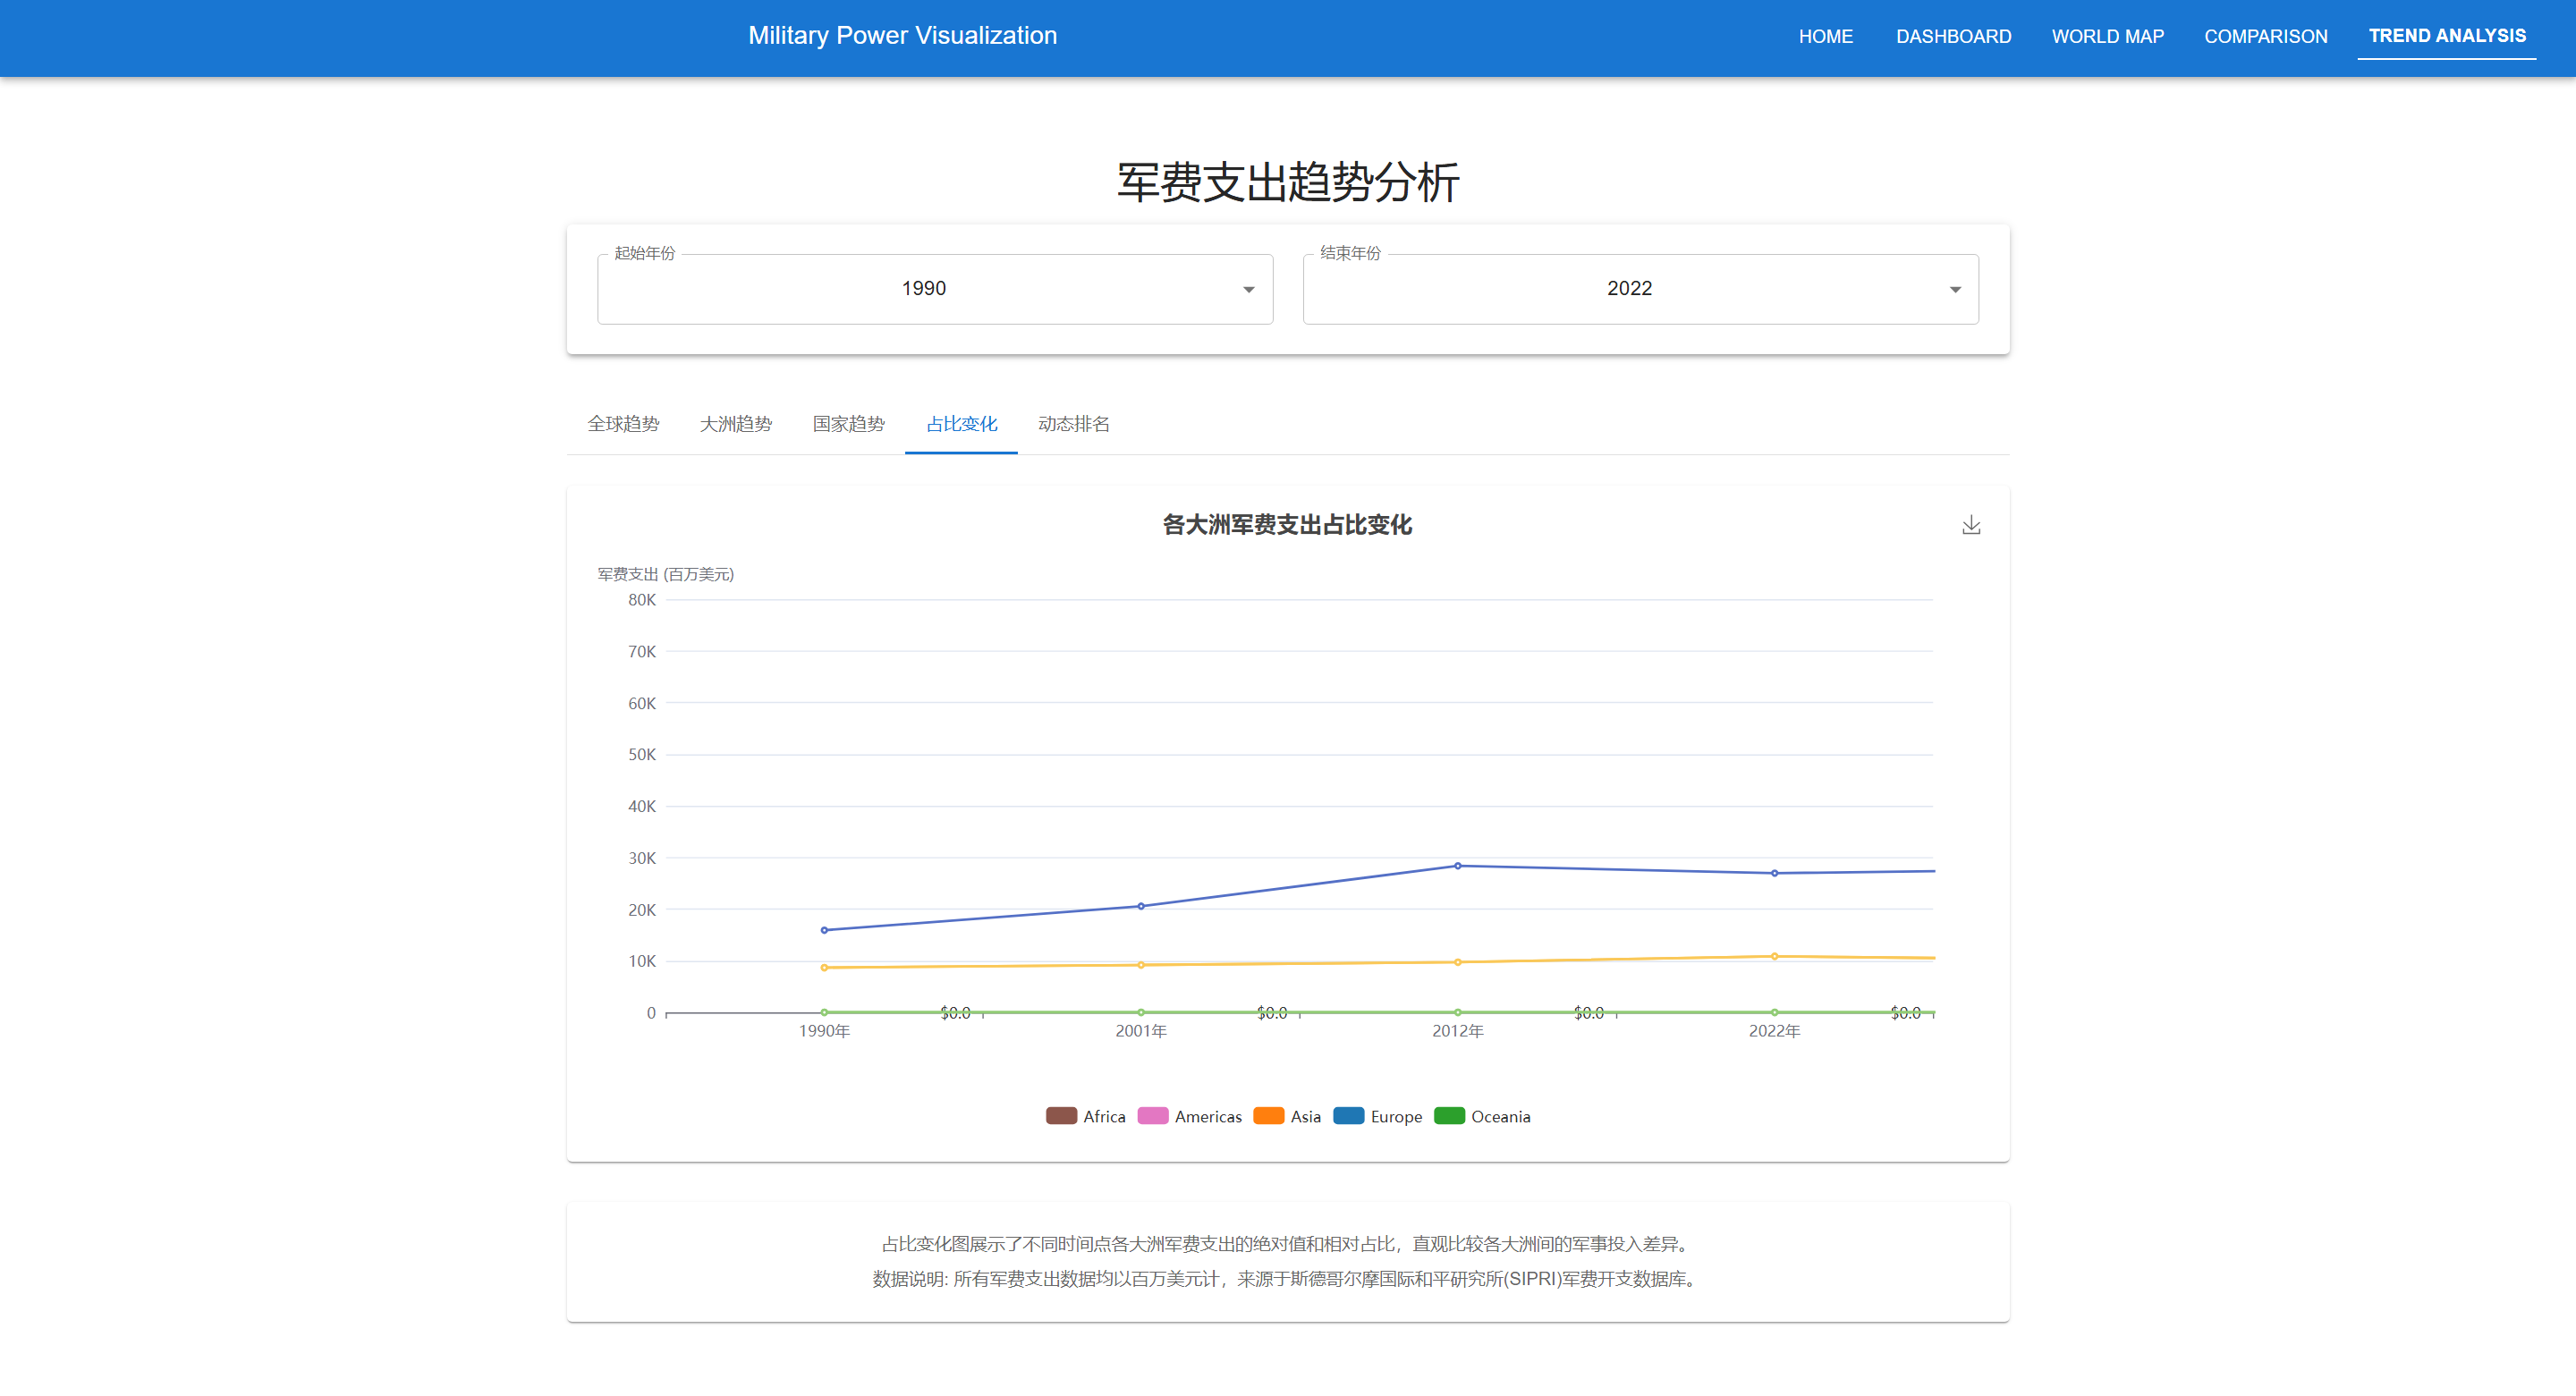 Military Power Visualization
HOME
DASHBOARD
WORLD MAP
COMPARISON
TREND ANALYSIS
军费支出趋势分析
起始年份
1990
结束年份
2022
全球趋势
大洲趋势
国家趋势
占比变化
动态排名
各大洲军费支出占比变化
军费支出 (百万美元)
80K
70K
60K
50K
40K
30K
20K
10K
0
$0.0
$0.0
$0.0
$0.0
1990年
2001年
2012年
2022年
Africa
Americas
Asia
Europe
Oceania
占比变化图展示了不同时间点各大洲军费支出的绝对值和相对占比，直观比较各大洲间的军事投入差异。
数据说明: 所有军费支出数据均以百万美元计，来源于斯德哥尔摩国际和平研究所(SIPRI)军费开支数据库。